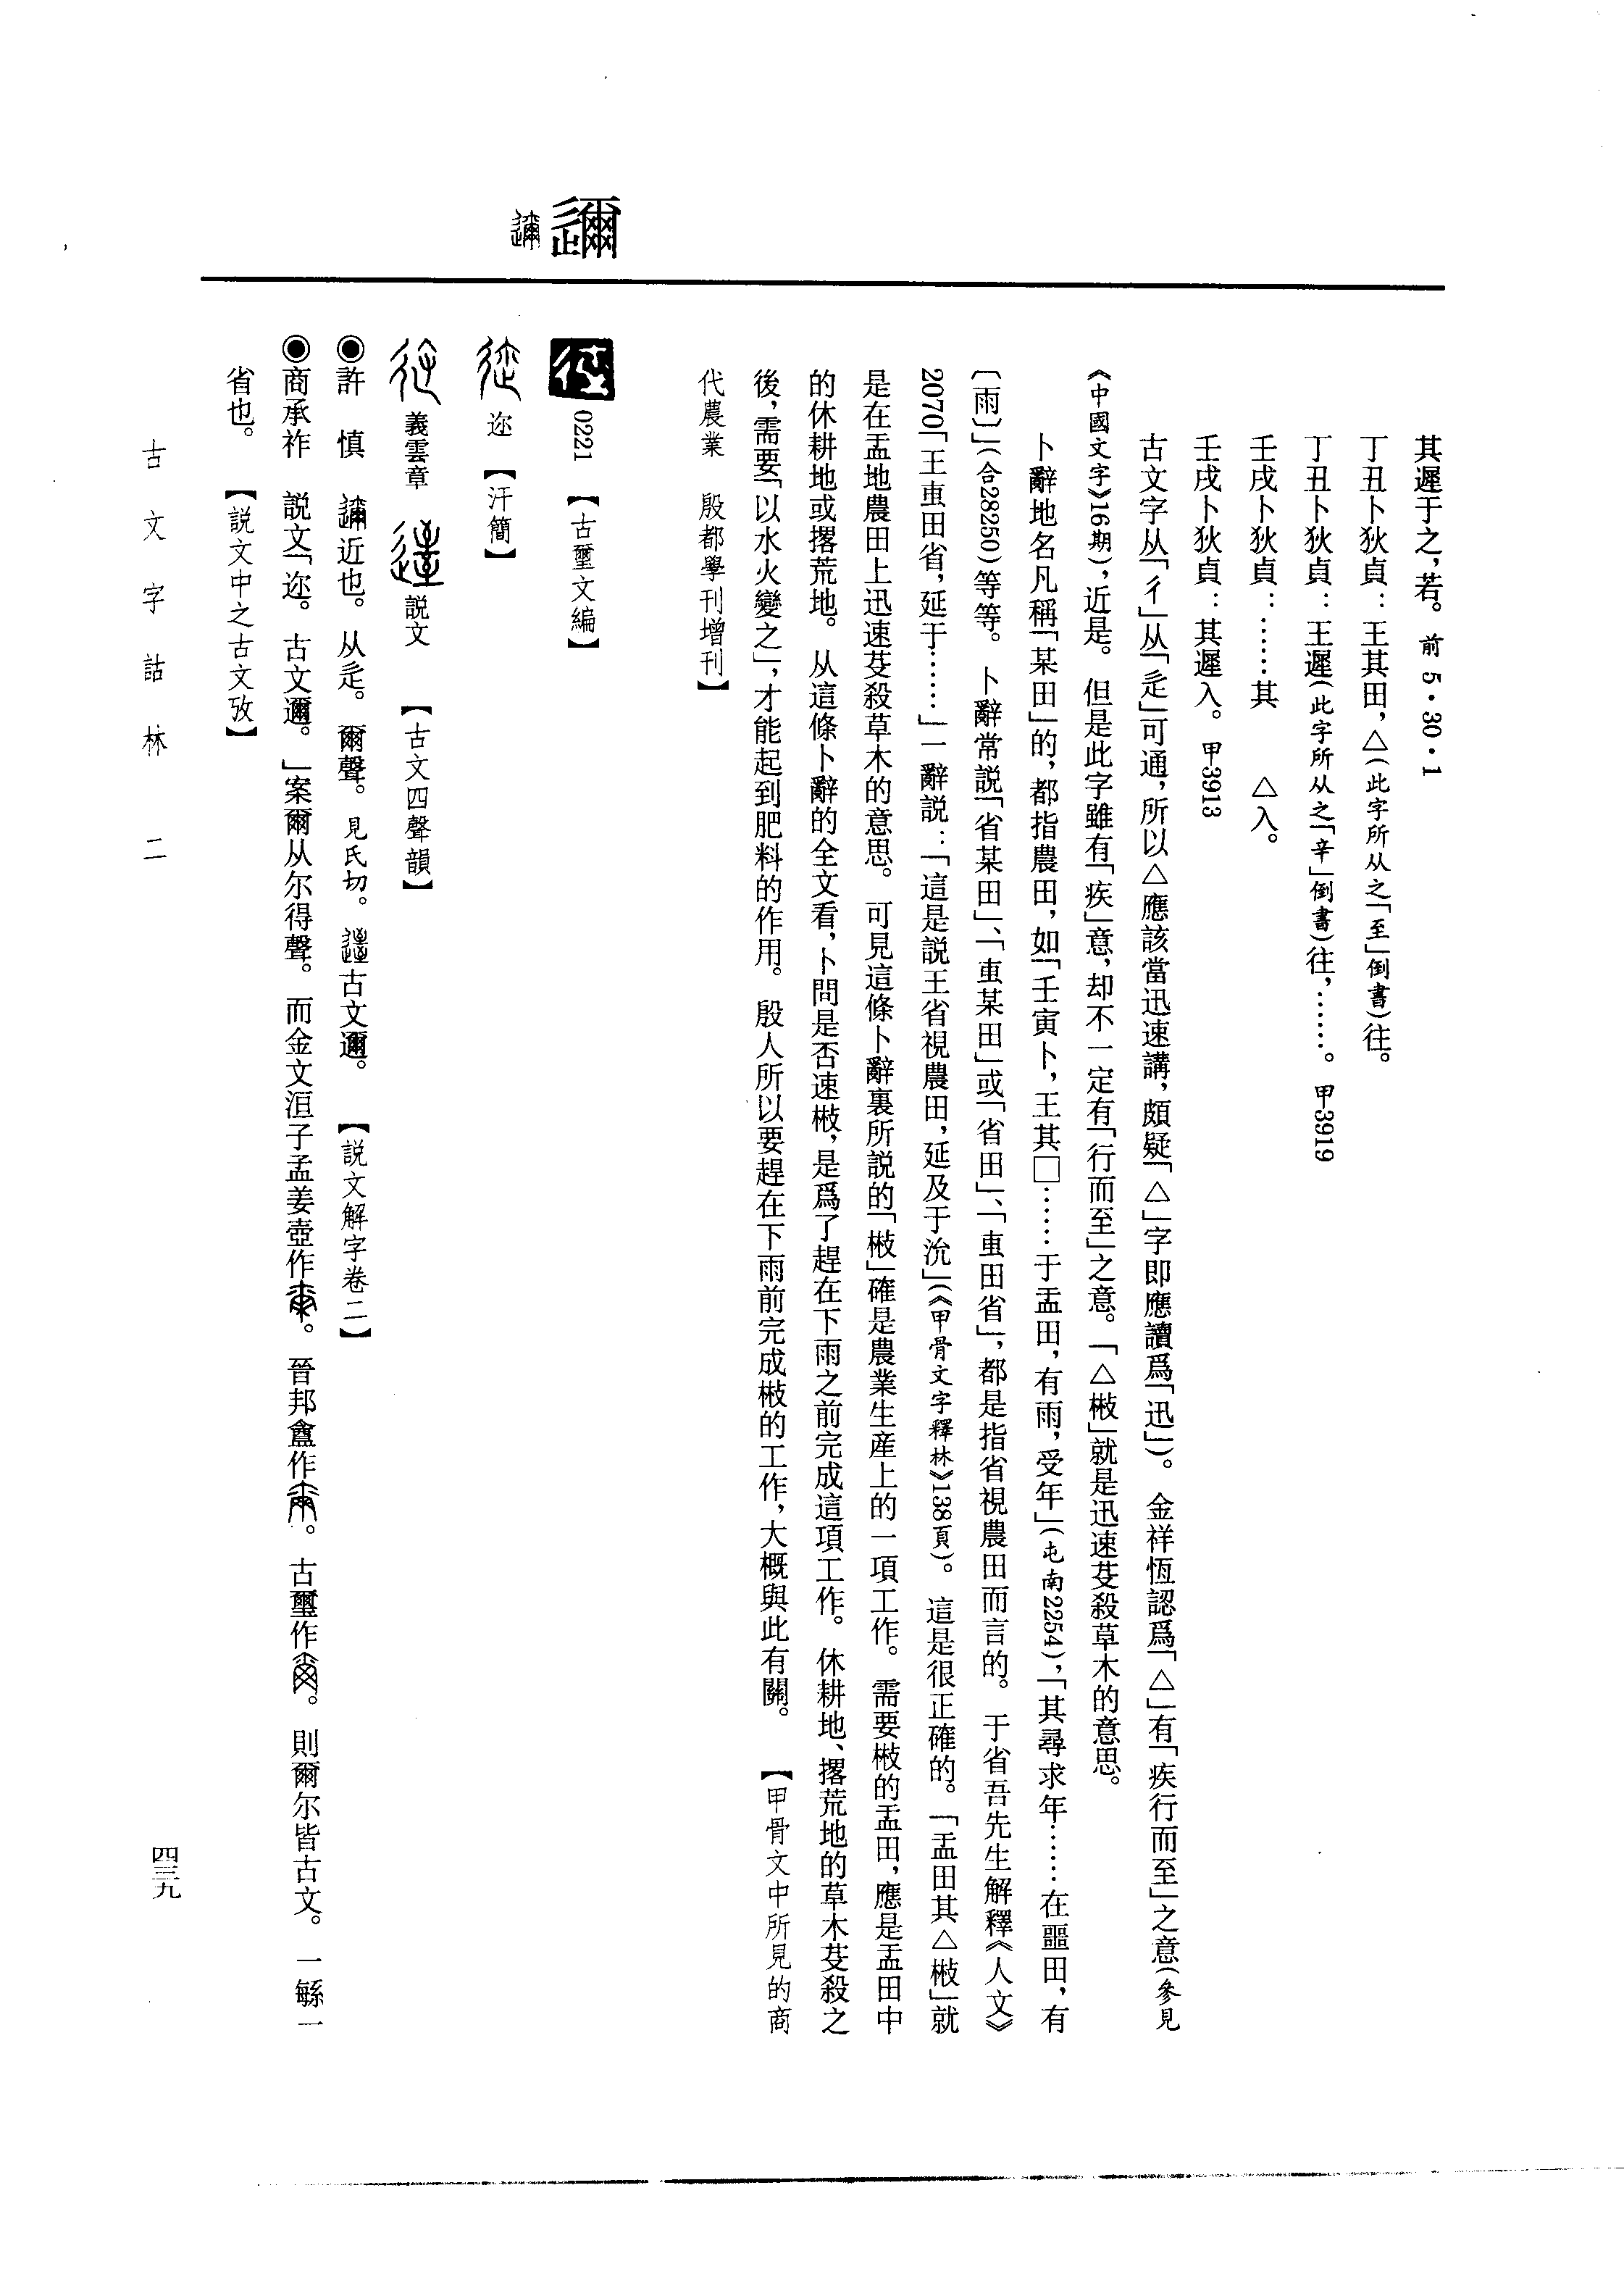 邇
其遲于之，若。前5·30·1
丁丑卜狄貞：王其田，△（此字所从之「至」倒書）往。
丁丑卜狄貞：王遲（此字所从之「辛」倒書）往，……。甲3919
壬戌卜狄貞：……其　△入。
壬戌卜狄貞：其遲入。甲3913
古文字从「彳」从「辵」可通，所以△應該當迅速講，頗疑「△」字即應讀爲「迅」）。金祥恆認爲「△」有「疾行而至」之意（參見
《中國文字》16期），近是。但是此字雖有「疾」意，却不一定有「行而至」之意。「△㭉」就是迅速芟殺草木的意思。
卜辭地名凡稱「某田」的，都指農田，如「壬寅卜，王其□……于盂田，有雨，受年」（屯南2254），「其尋求年……在噩田，有
〔雨〕」（合28250）等等。卜辭常説「省某田」、「叀某田」或「省田」、「叀田省」，都是指省視農田而言的。于省吾先生解釋《人文》
2070「王叀田省，延于……」一辭説：「這是説王省視農田，延及于沇」（《甲骨文字釋林》138頁）。這是很正確的。「盂田其△㭉」就
是在盂地農田上迅速芟殺草木的意思。可見這條卜辭裏所説的「㭉」確是農業生産上的一項工作。需要㭉的盂田，應是盂田中
的休耕地或撂荒地。从這條卜辭的全文看，卜問是否速㭉，是爲了趕在下雨之前完成這項工作。休耕地、撂荒地的草木芟殺之
後，需要「以水火變之」，才能起到肥料的作用。殷人所以要趕在下雨前完成㭉的工作，大概與此有關。【甲骨文中所見的商
代農業　殷都學刊增刊】
0221【古璽文編】
迩【汗簡】
義雲章　説文【古文四聲韻】
◉許　慎　邇近也。从辵。爾聲。見氏切。古文邇。【説文解字卷二】
◉商承祚　説文「迩。古文邇。」案爾从尔得聲。而金文洹子孟姜壺作。晉邦盦作。古璽作。則爾尔皆古文。一緐一
省也。【説文中之古文攷】
古文字詁林　二
四三九